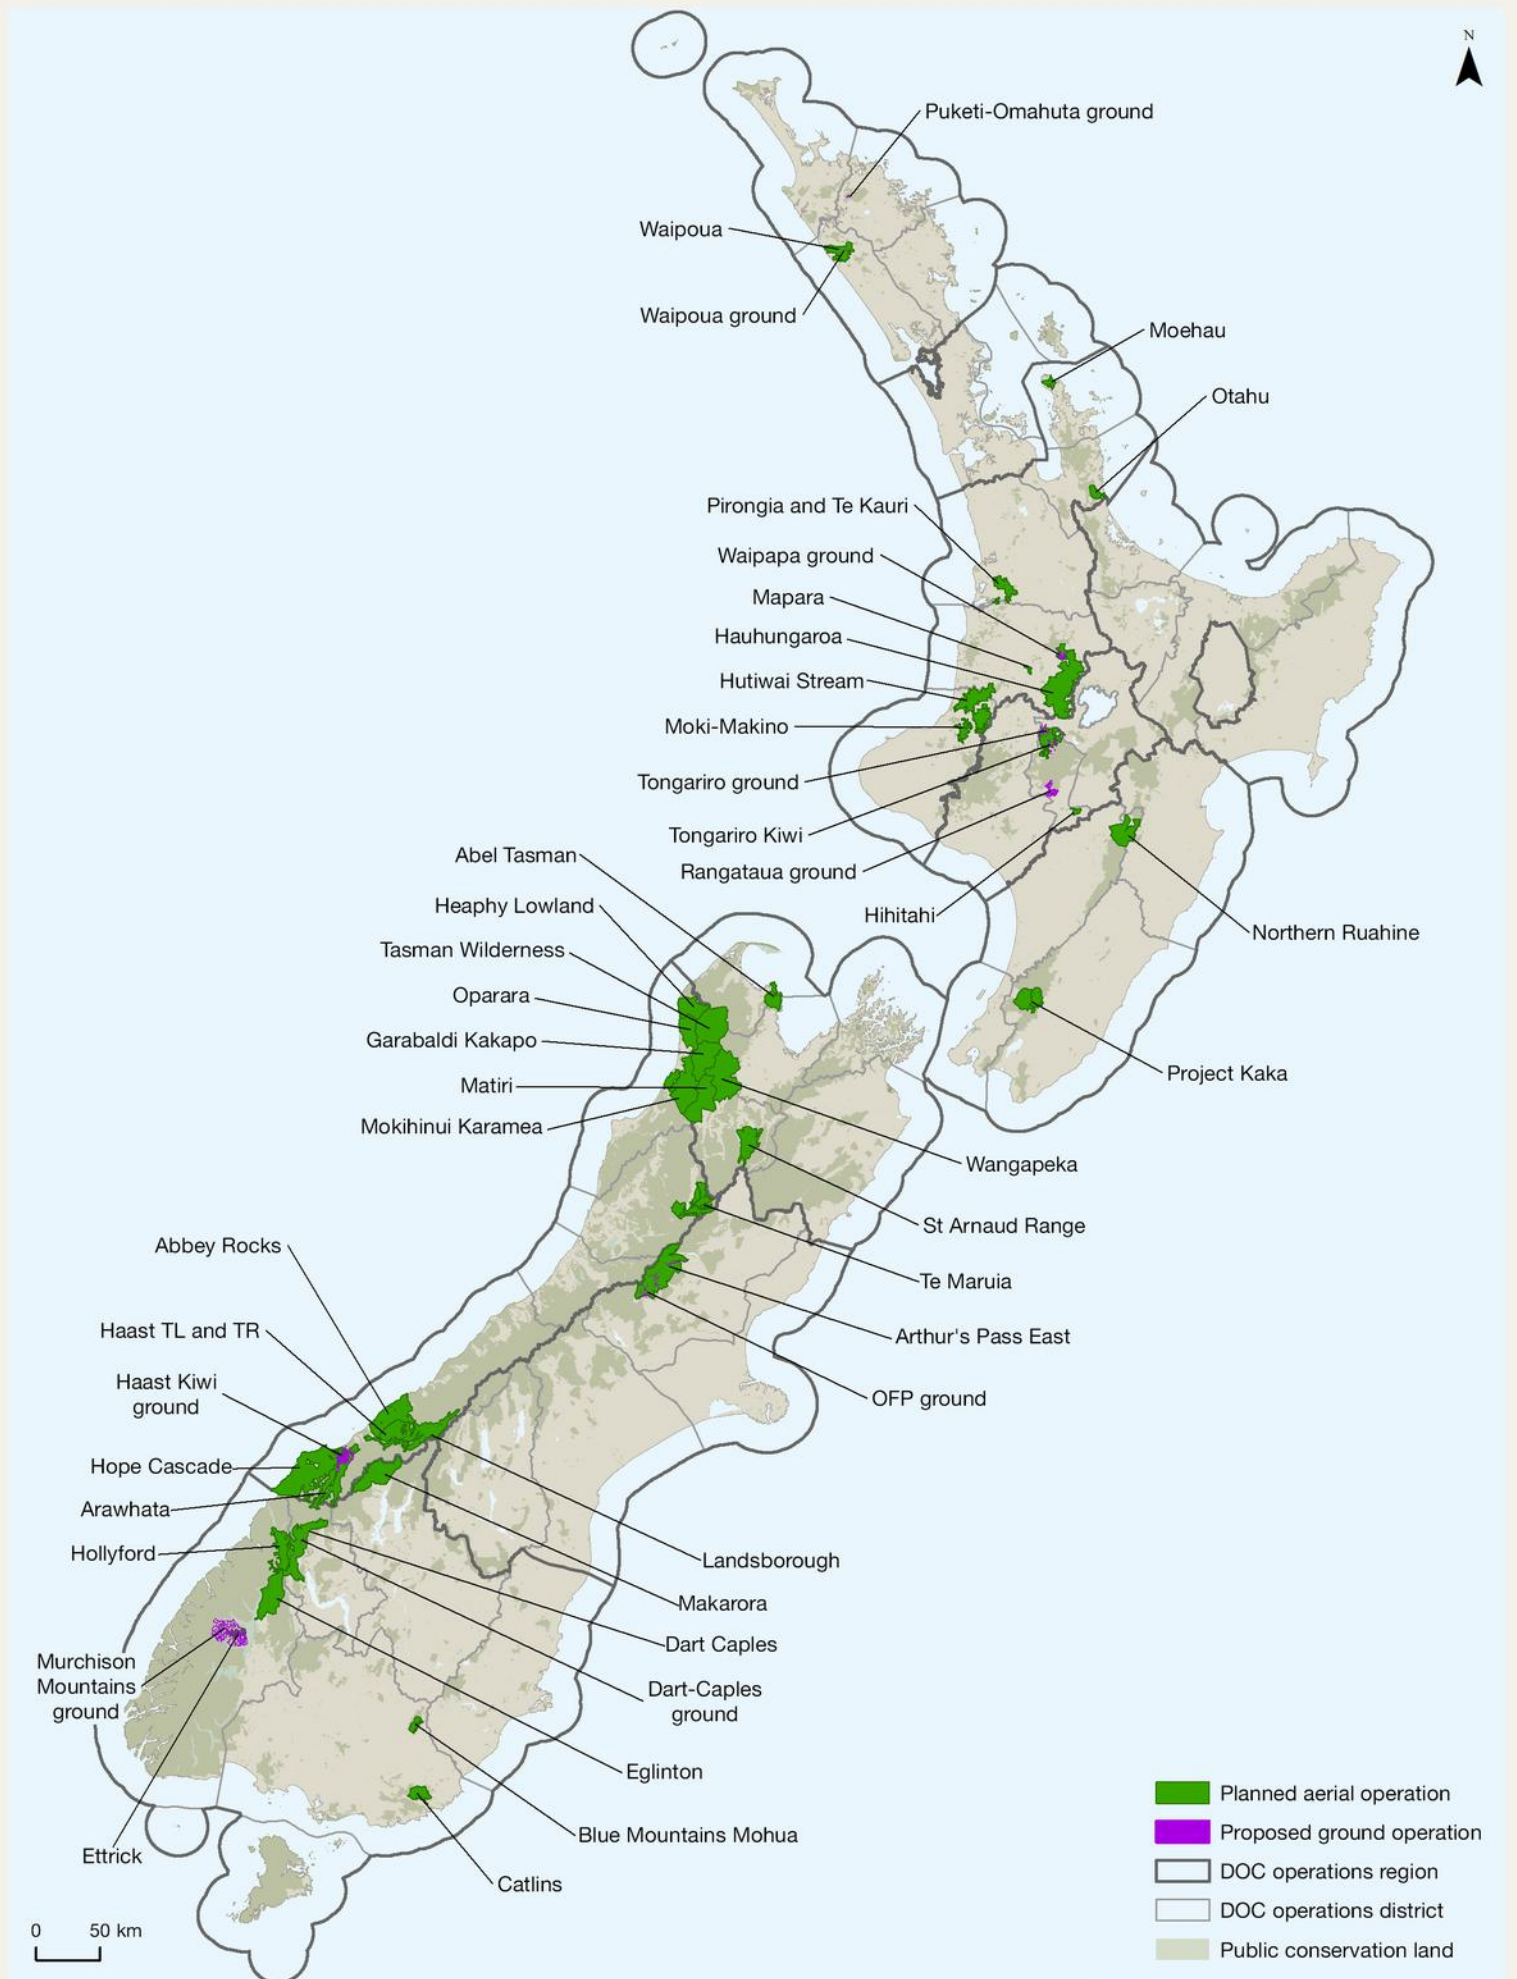 N
Puketi-Omahuta ground
Waipoua
Waipoua ground
Moehau
Otahu
Pirongia and Te Kauri
Waipapa ground
Mapara
Hauhungaroa
Hutiwai Stream
Moki-Makino
Tongariro ground
Tongariro Kiwi
Rangataua ground
Hihitahi
Northern Ruahine
Project Kaka
Abel Tasman
Heaphy Lowland
Tasman Wilderness
Oparara
Garabaldi Kakapo
Matiri
Mokihinui Karamea
Wangapeka
St Arnaud Range
Te Maruia
Arthur's Pass East
OFP ground
Abbey Rocks
Haast TL and TR
Haast Kiwi
ground
Hope Cascade
Arawhata
Hollyford
Landsborough
Makarora
Dart Caples
Dart-Caples
ground
Murchison
Mountains
ground
Eglinton
Blue Mountains Mohua
Ettrick
Catlins
0 50 km
Planned aerial operation
Proposed ground operation
DOC operations region
DOC operations district
Public conservation land